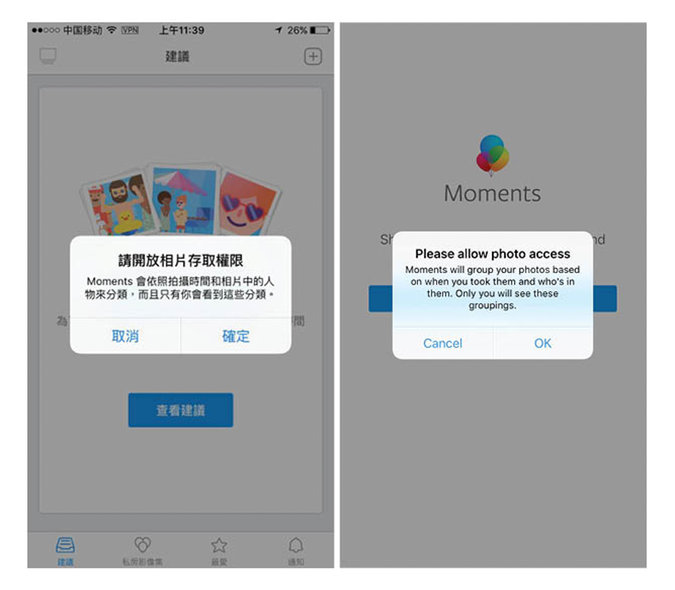 中国移动 VPN 上午11:39 26%
建議
請開放相片存取權限
Moments 會依照拍攝時間和相片中的人
物來分類，而且只有你會看到這些分類。
為
間
取消 確定
查看建議
建議 私房影像集 最愛 通知
Moments
Sh
nd
Please allow photo access
Moments will group your photos based
on when you took them and who's in
them. Only you will see these
groupings.
Cancel OK